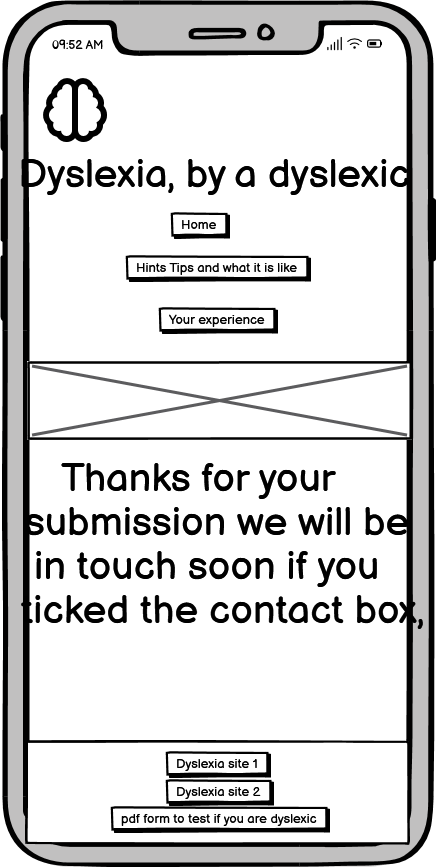 09:52 AM
Dyslexia, by a dyslexic
Home
Hints Tips and what it is like
Your experience
Thanks for your
submission we will be
in touch soon if you
ticked the contact box,
Dyslexia site 1
Dyslexia site 2
pdf form to test if you are dyslexic